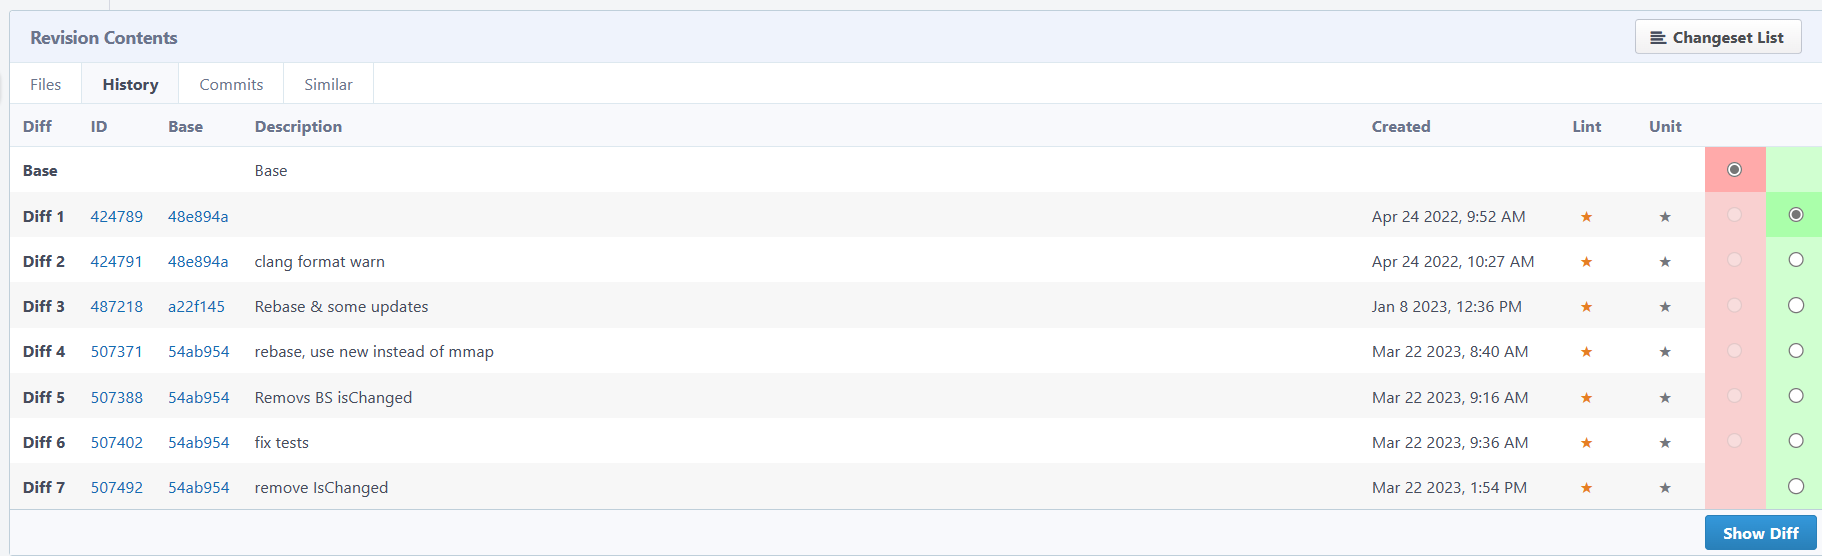 Revision Contents
Changeset List
Files History Commits Similar
Diff ID Base Description Created Lint Unit
Base Base
Diff 1 424789 48e894a Apr 24 2022, 9:52 AM ★ ★
Diff 2 424791 48e894a clang format warn Apr 24 2022, 10:27 AM ★ ★
Diff 3 487218 a22f145 Rebase & some updates Jan 8 2023, 12:36 PM ★ ★
Diff 4 507371 54ab954 rebase, use new instead of mmap Mar 22 2023, 8:40 AM ★ ★
Diff 5 507388 54ab954 Removs BS isChanged Mar 22 2023, 9:16 AM ★ ★
Diff 6 507402 54ab954 fix tests Mar 22 2023, 9:36 AM ★ ★
Diff 7 507492 54ab954 remove IsChanged Mar 22 2023, 1:54 PM ★ ★
Show Diff